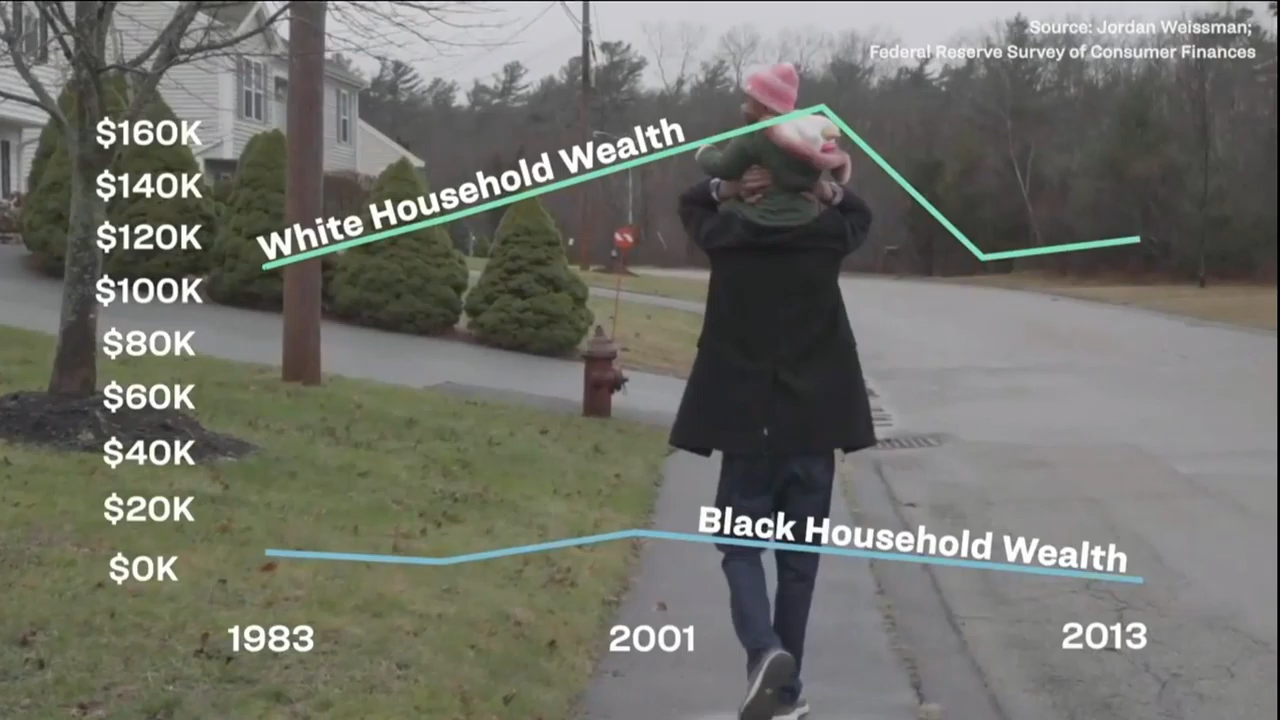 Source: Jordan Weissman;
Federal Reserve Survey of Consumer Finances
$160K
$140K
$120K
$100K
$80K
$60K
$40K
$20K
$0K
White Household Wealth
Black Household Wealth
1983
2001
2013